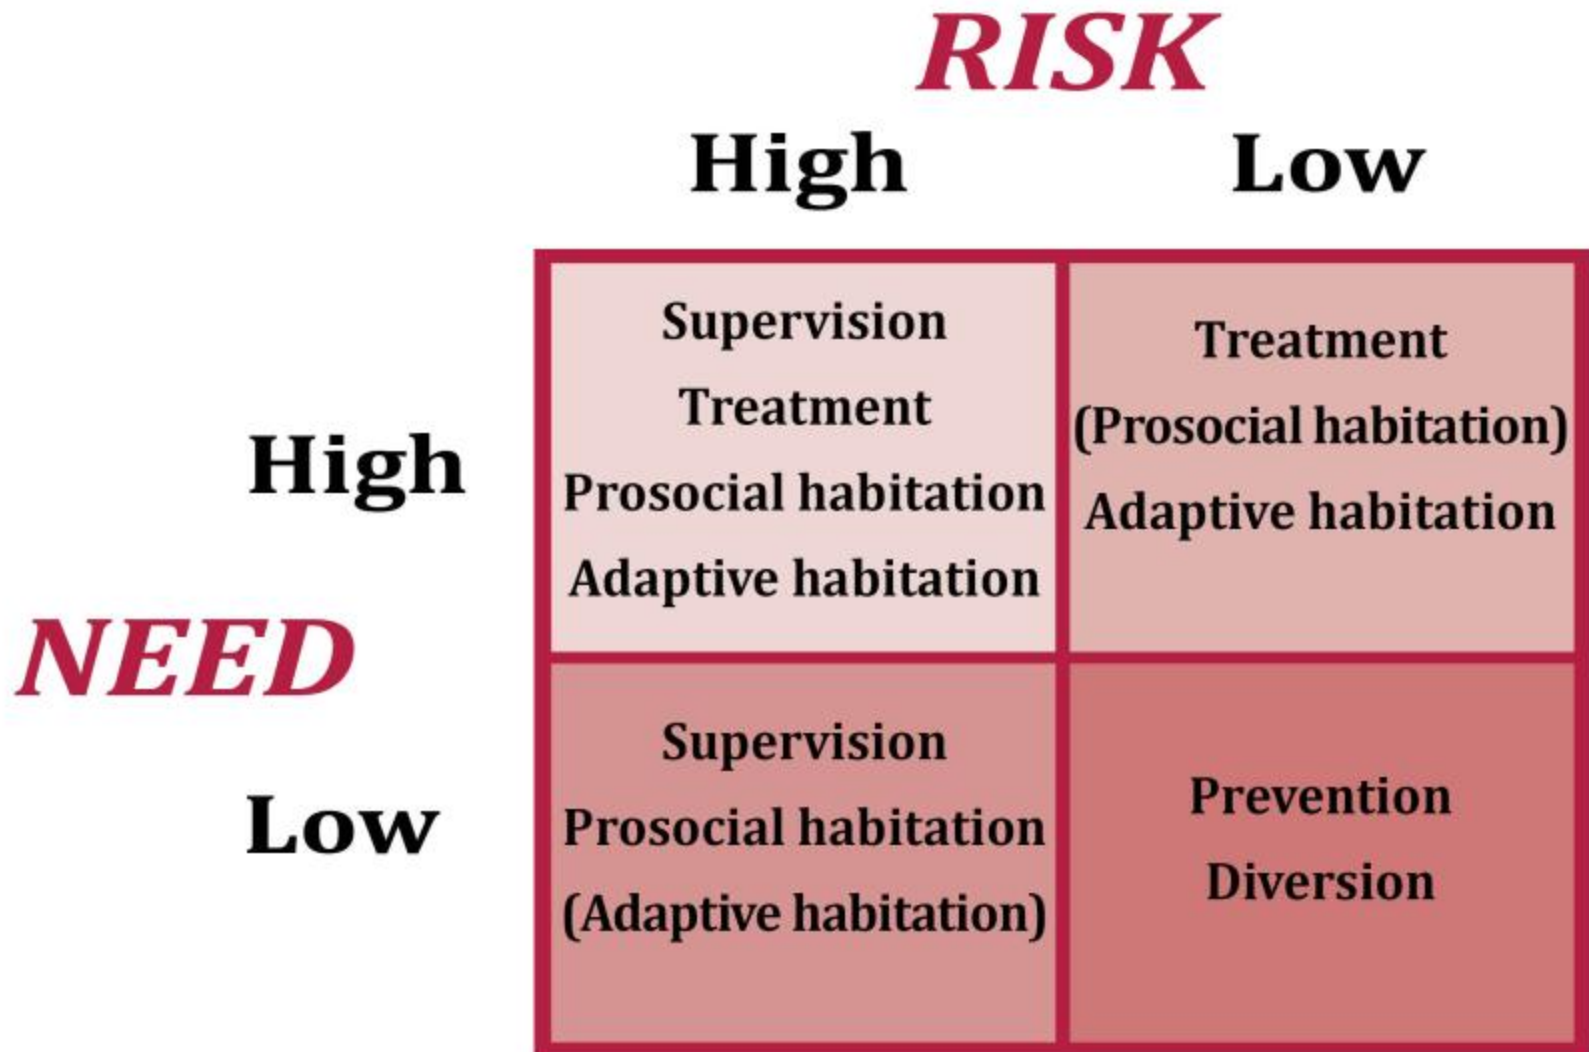 RISK
High Low
High
Supervision
Treatment
Prosocial habitation
Adaptive habitation
Treatment
(Prosocial habitation)
Adaptive habitation
NEED
Low
Supervision
Prosocial habitation
(Adaptive habitation)
Prevention
Diversion